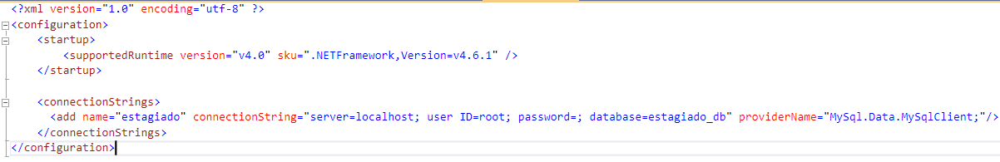 <?xml version="1.0" encoding="utf-8" ?>
<configuration>
<startup>
<supportedRuntime version="v4.0" sku=".NETFramework,Version=v4.6.1" />
</startup>
<connectionStrings>
<add name="estagiado" connectionString="server=localhost; user ID=root; password=; database=estagiado_db" providerName="MySql.Data.MySqlClient;"/>
</connectionStrings>
</configuration>